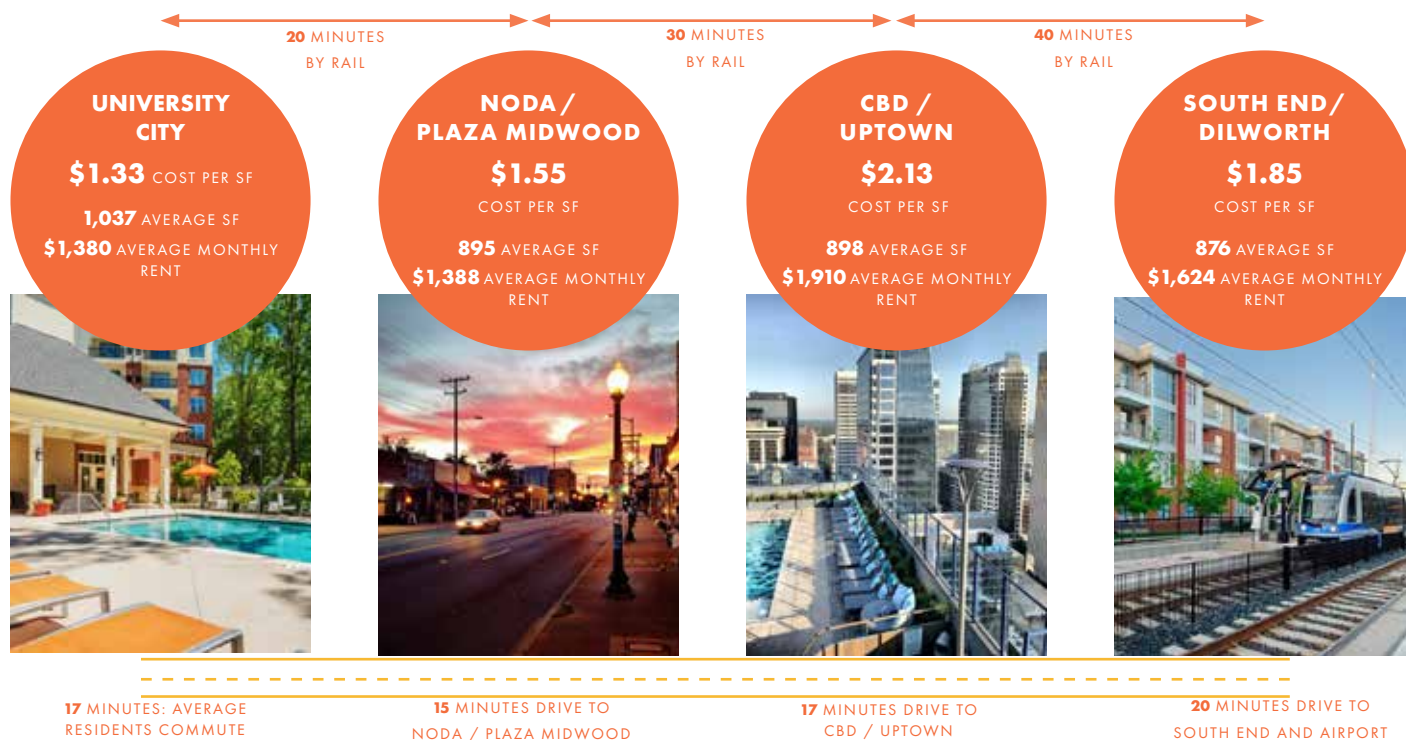 20 MINUTES
BY RAIL
30 MINUTES
BY RAIL
40 MINUTES
BY RAIL
UNIVERSITY
CITY
$1.33 COST PER SF
1,037 AVERAGE SF
$1,380 AVERAGE MONTHLY
RENT
NODA /
PLAZA MIDWOOD
$1.55
COST PER SF
895 AVERAGE SF
$1,388 AVERAGE MONTHLY
RENT
CBD /
UPTOWN
$2.13
COST PER SF
898 AVERAGE SF
$1,910 AVERAGE MONTHLY
RENT
SOUTH END/
DILWORTH
$1.85
COST PER SF
876 AVERAGE SF
$1,624 AVERAGE MONTHLY
RENT
17 MINUTES: AVERAGE
RESIDENTS COMMUTE
15 MINUTES DRIVE TO
NODA / PLAZA MIDWOOD
17 MINUTES DRIVE TO
CBD / UPTOWN
20 MINUTES DRIVE TO
SOUTH END AND AIRPORT